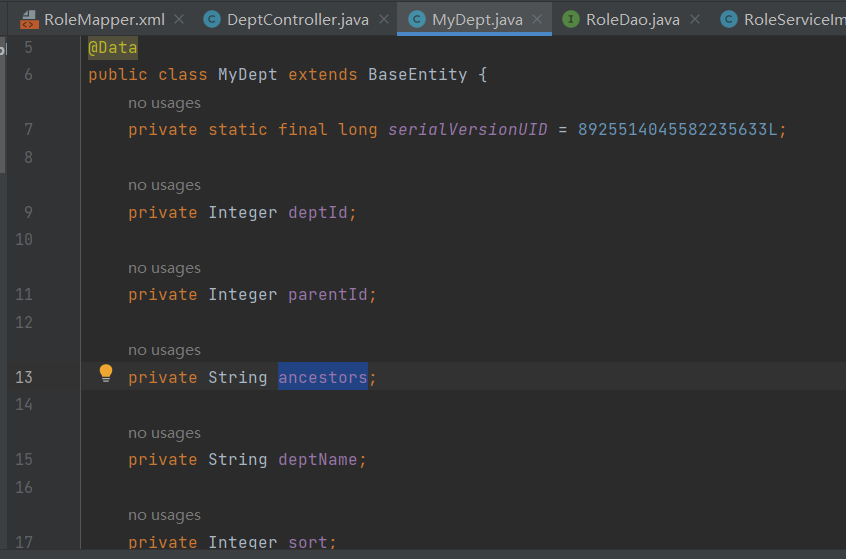 RoleMapper.xml DeptController.java MyDept.java RoleDao.java RoleServiceIm
5 @Data
6 public class MyDept extends BaseEntity {
no usages
7 private static final long serialVersionUID = 8925514045582235633L;
8
no usages
9 private Integer deptId;
10
no usages
11 private Integer parentId;
12
no usages
13 private String ancestors;
14
no usages
15 private String deptName;
16
no usages
17 private Integer sort;